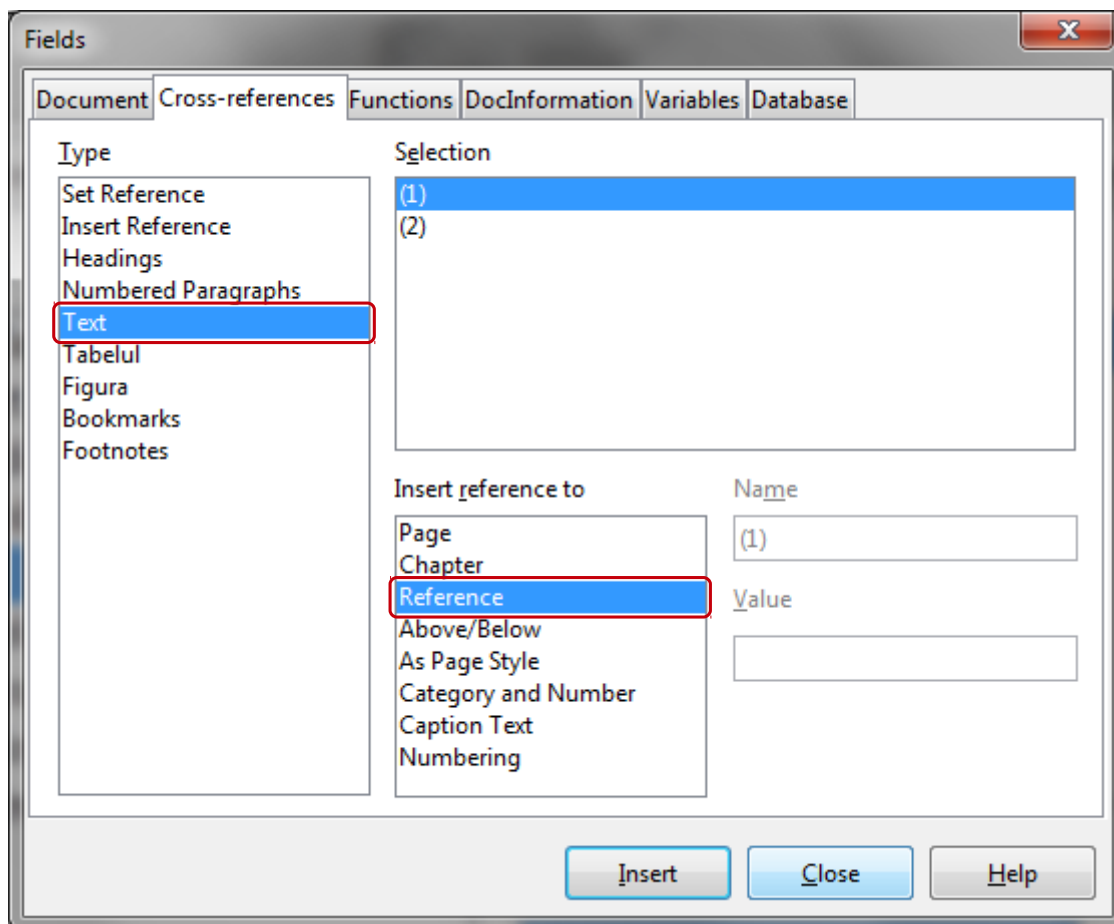 Fields
Document Cross-references Functions DocInformation Variables Database
Type
Set Reference
Insert Reference
Headings
Numbered Paragraphs
Text
Tabelul
Figura
Bookmarks
Footnotes
Selection
(1)
(2)
Insert reference to
Page
Chapter
Reference
Above/Below
As Page Style
Category and Number
Caption Text
Numbering
Name
(1)
Value
Insert Close Help